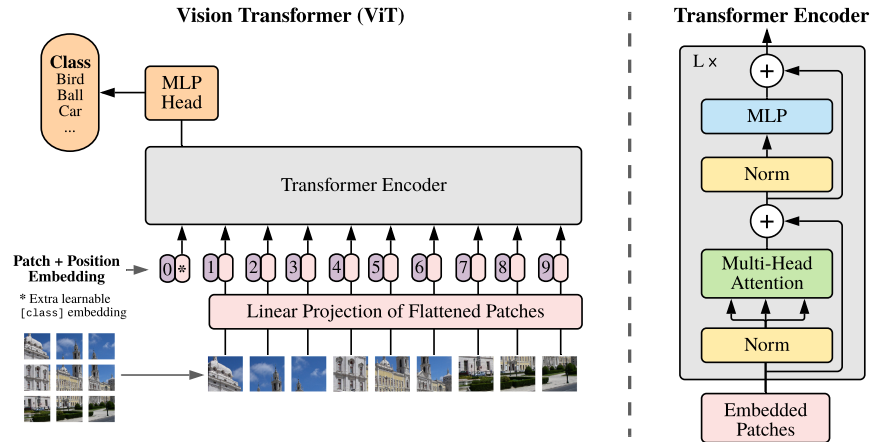 Vision Transformer (ViT)
Class
Bird
Ball
Car
...
MLP
Head
Transformer Encoder
Patch + Position
Embedding
* Extra learnable
[class] embedding
0 * 1 2 3 4 5 6 7 8 9
Linear Projection of Flattened Patches
Transformer Encoder
L ×
+
MLP
Norm
+
Multi-Head
Attention
Norm
Embedded
Patches